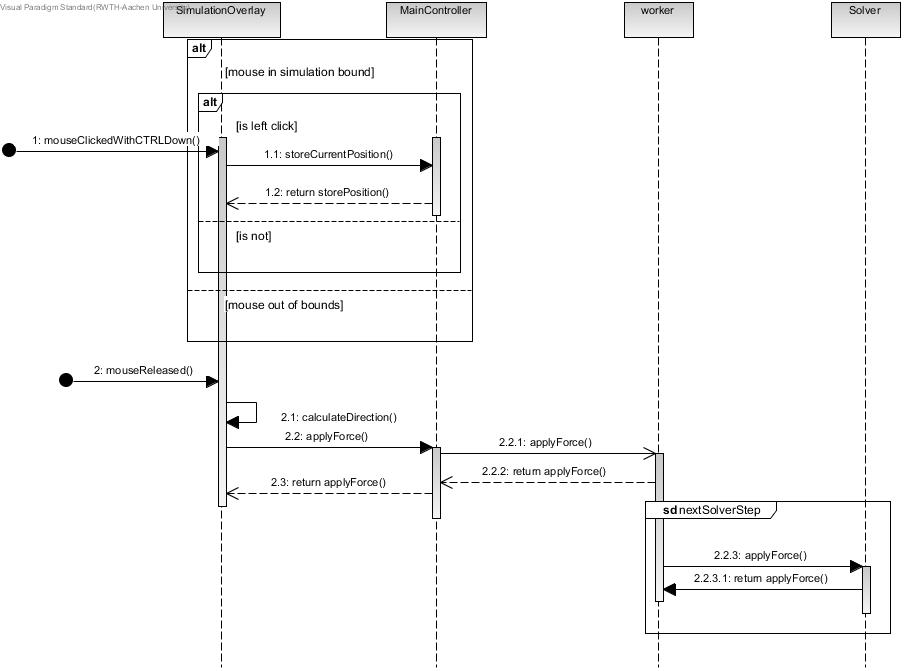 Visual Paradigm Standard(RWTH-Aachen University)
SimulationOverlay
MainController
worker
Solver
alt
[mouse in simulation bound]
alt
[is left click]
1: mouseClickedWithCTRLDown()
1.1: storeCurrentPosition()
1.2: return storePosition()
[is not]
[mouse out of bounds]
2: mouseReleased()
2.1: calculateDirection()
2.2: applyForce()
2.2.1: applyForce()
2.2.2: return applyForce()
2.3: return applyForce()
sd nextSolverStep
2.2.3: applyForce()
2.2.3.1: return applyForce()